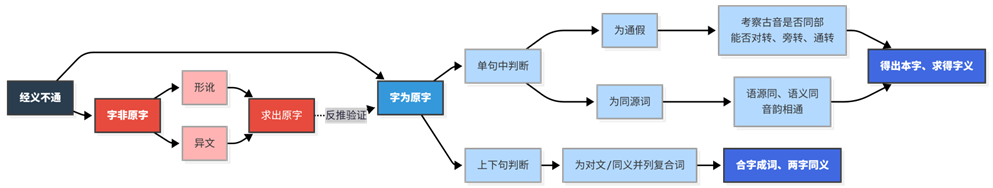 经义不通
字非原字
形讹
异文
求出原字
反推验证
字为原字
单句中判断
为通假
考察古音是否同部
能否对转、旁转、通转
为同源词
语源同、语义同
音韵相通
得出本字、求得字义
上下句判断
为对文/同义并列复合词
合字成词、两字同义